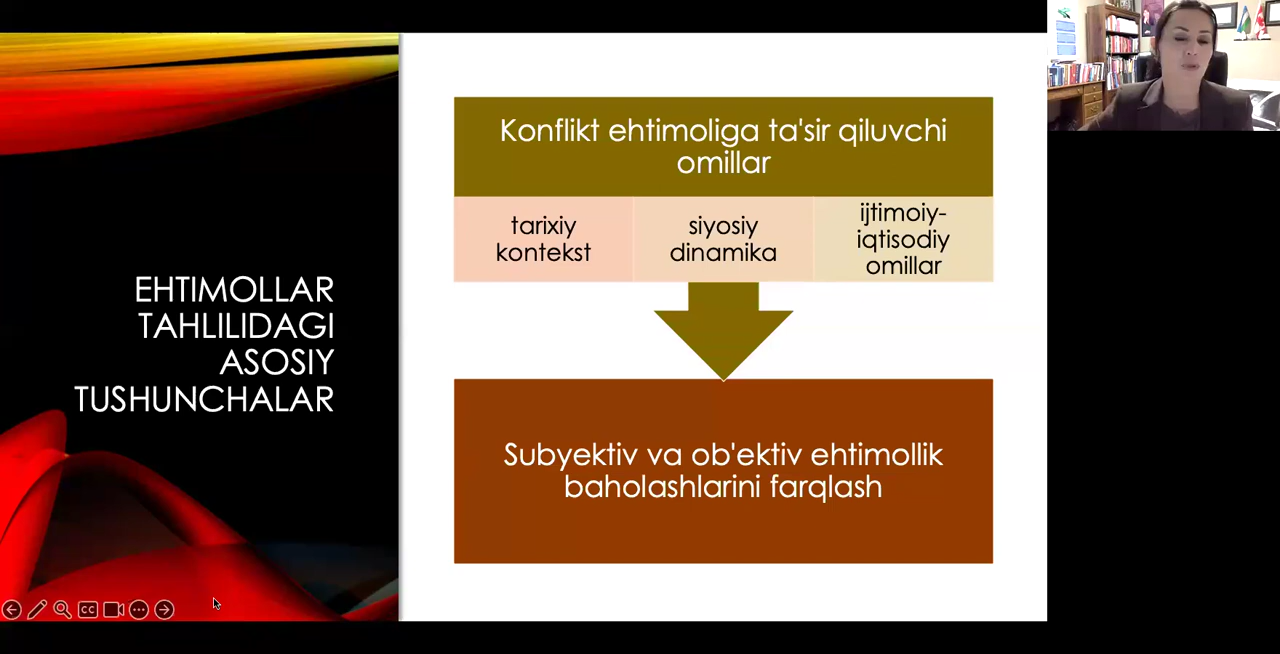 EHTIMOLLAR
TAHLILIDAGI
ASOSIY
TUSHUNCHALAR
Konflikt ehtimoliga ta'sir qiluvchi
omillar
tarixiy
kontekst
siyosiy
dinamika
ijtimoiy-
iqtisodiy
omillar
Subyektiv va ob'ektiv ehtimollik
baholashlarini farqlash
CC